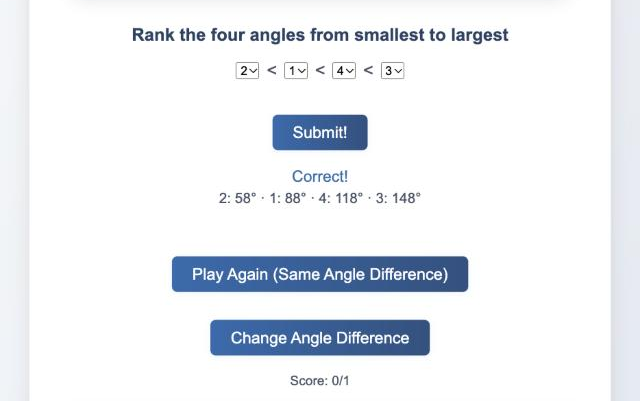 Rank the four angles from smallest to largest
2 < 1 < 4 < 3
Submit!
Correct!
2: 58° · 1: 88° · 4: 118° · 3: 148°
Play Again (Same Angle Difference)
Change Angle Difference
Score: 0/1